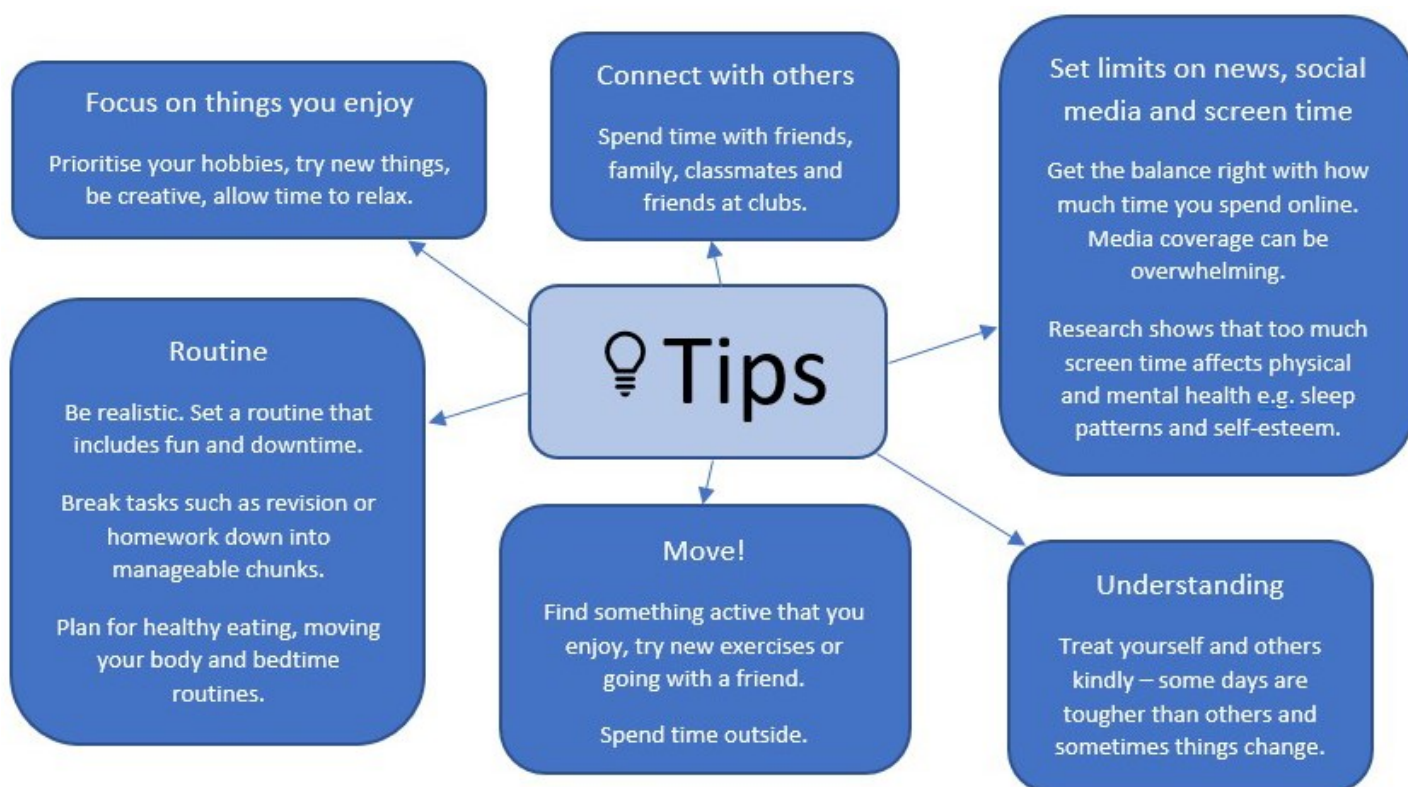 Focus on things you enjoy
Prioritise your hobbies, try new things,
be creative, allow time to relax.
Connect with others
Spend time with friends,
family, classmates and
friends at clubs.
Set limits on news, social
media and screen time
Get the balance right with how
much time you spend online.
Media coverage can be
overwhelming.
Research shows that too much
screen time affects physical
and mental health e.g. sleep
patterns and self-esteem.
Tips
Routine
Be realistic. Set a routine that
includes fun and downtime.
Break tasks such as revision or
homework down into
manageable chunks.
Plan for healthy eating, moving
your body and bedtime
routines.
Move!
Find something active that you
enjoy, try new exercises or
going with a friend.
Spend time outside.
Understanding
Treat yourself and others
kindly – some days are
tougher than others and
sometimes things change.